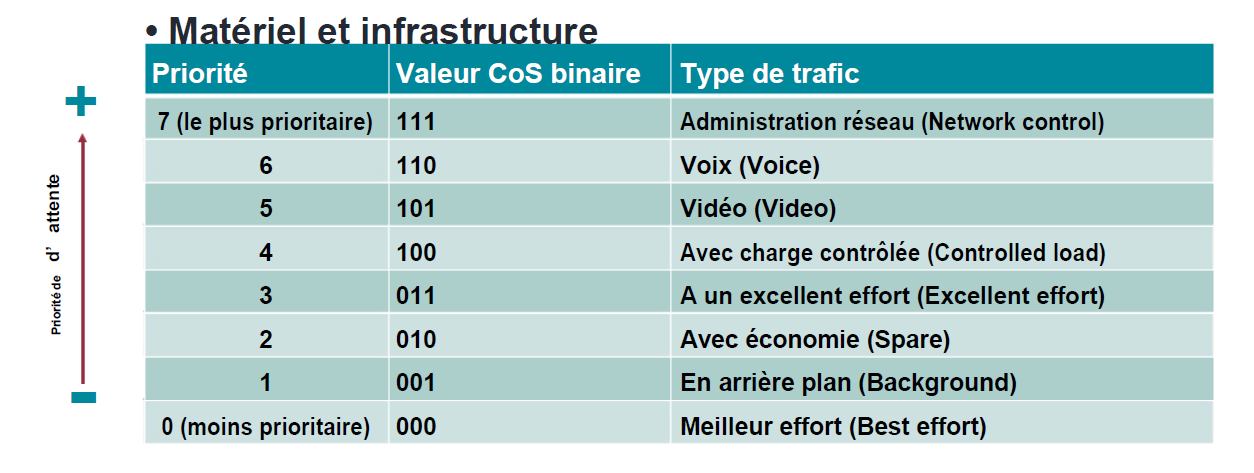 • Matériel et infrastructure
Priorité Valeur CoS binaire Type de trafic
+
7 (le plus prioritaire) 111 Administration réseau (Network control)
6 110 Voix (Voice)
5 101 Vidéo (Video)
4 100 Avec charge contrôlée (Controlled load)
3 011 A un excellent effort (Excellent effort)
2 010 Avec économie (Spare)
1 001 En arrière plan (Background)
-
0 (moins prioritaire) 000 Meilleur effort (Best effort)
Priorité de d’ attente